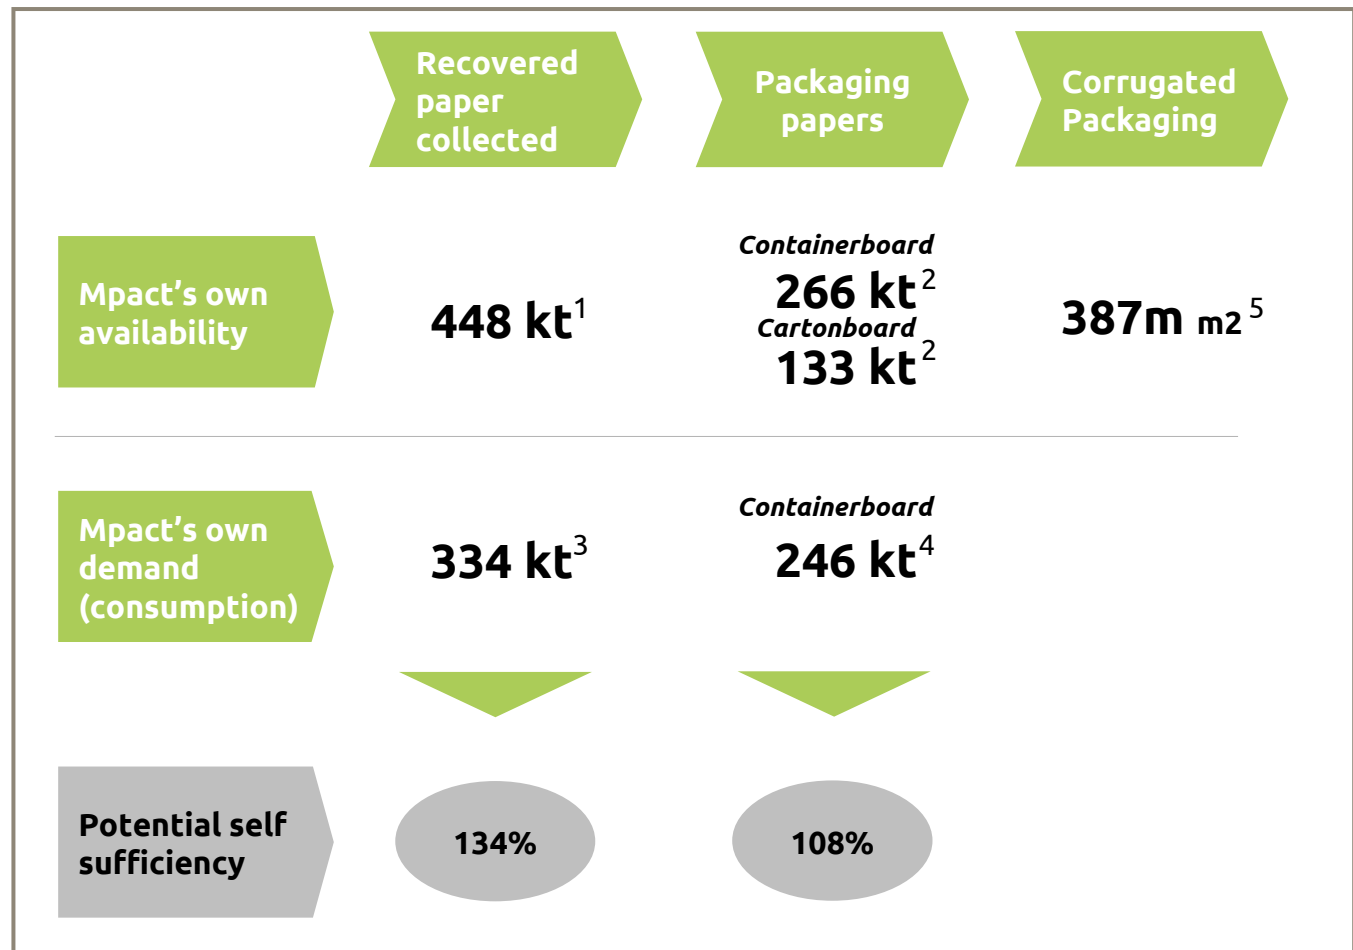 Recovered
paper
collected
Packaging
papers
Corrugated
Packaging
Mpact’s own
availability
448 kt1
Containerboard
266 kt2
Cartonboard
133 kt2
387m m2 5
Mpact’s own
demand
(consumption)
334 kt3
Containerboard
246 kt4
Potential self
sufficiency
134%
108%